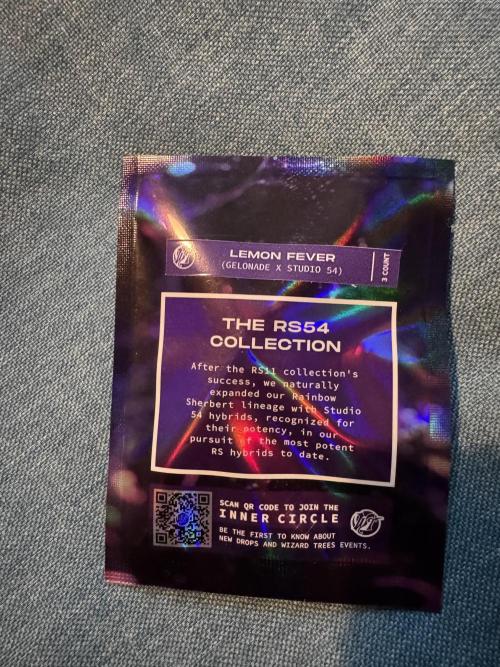 LEMON FEVER
(GELONADE X STUDIO 54)
3 COUNT
THE RS54
COLLECTION
After the RS11 collection's
success, we naturally
expanded our Rainbow
Sherbert lineage with Studio
54 hybrids, recognized for
their potency, in our
pursuit of the most potent
RS hybrids to date.
SCAN QR CODE TO JOIN THE
INNER CIRCLE
BE THE FIRST TO KNOW ABOUT
NEW DROPS AND WIZARD TREES EVENTS.